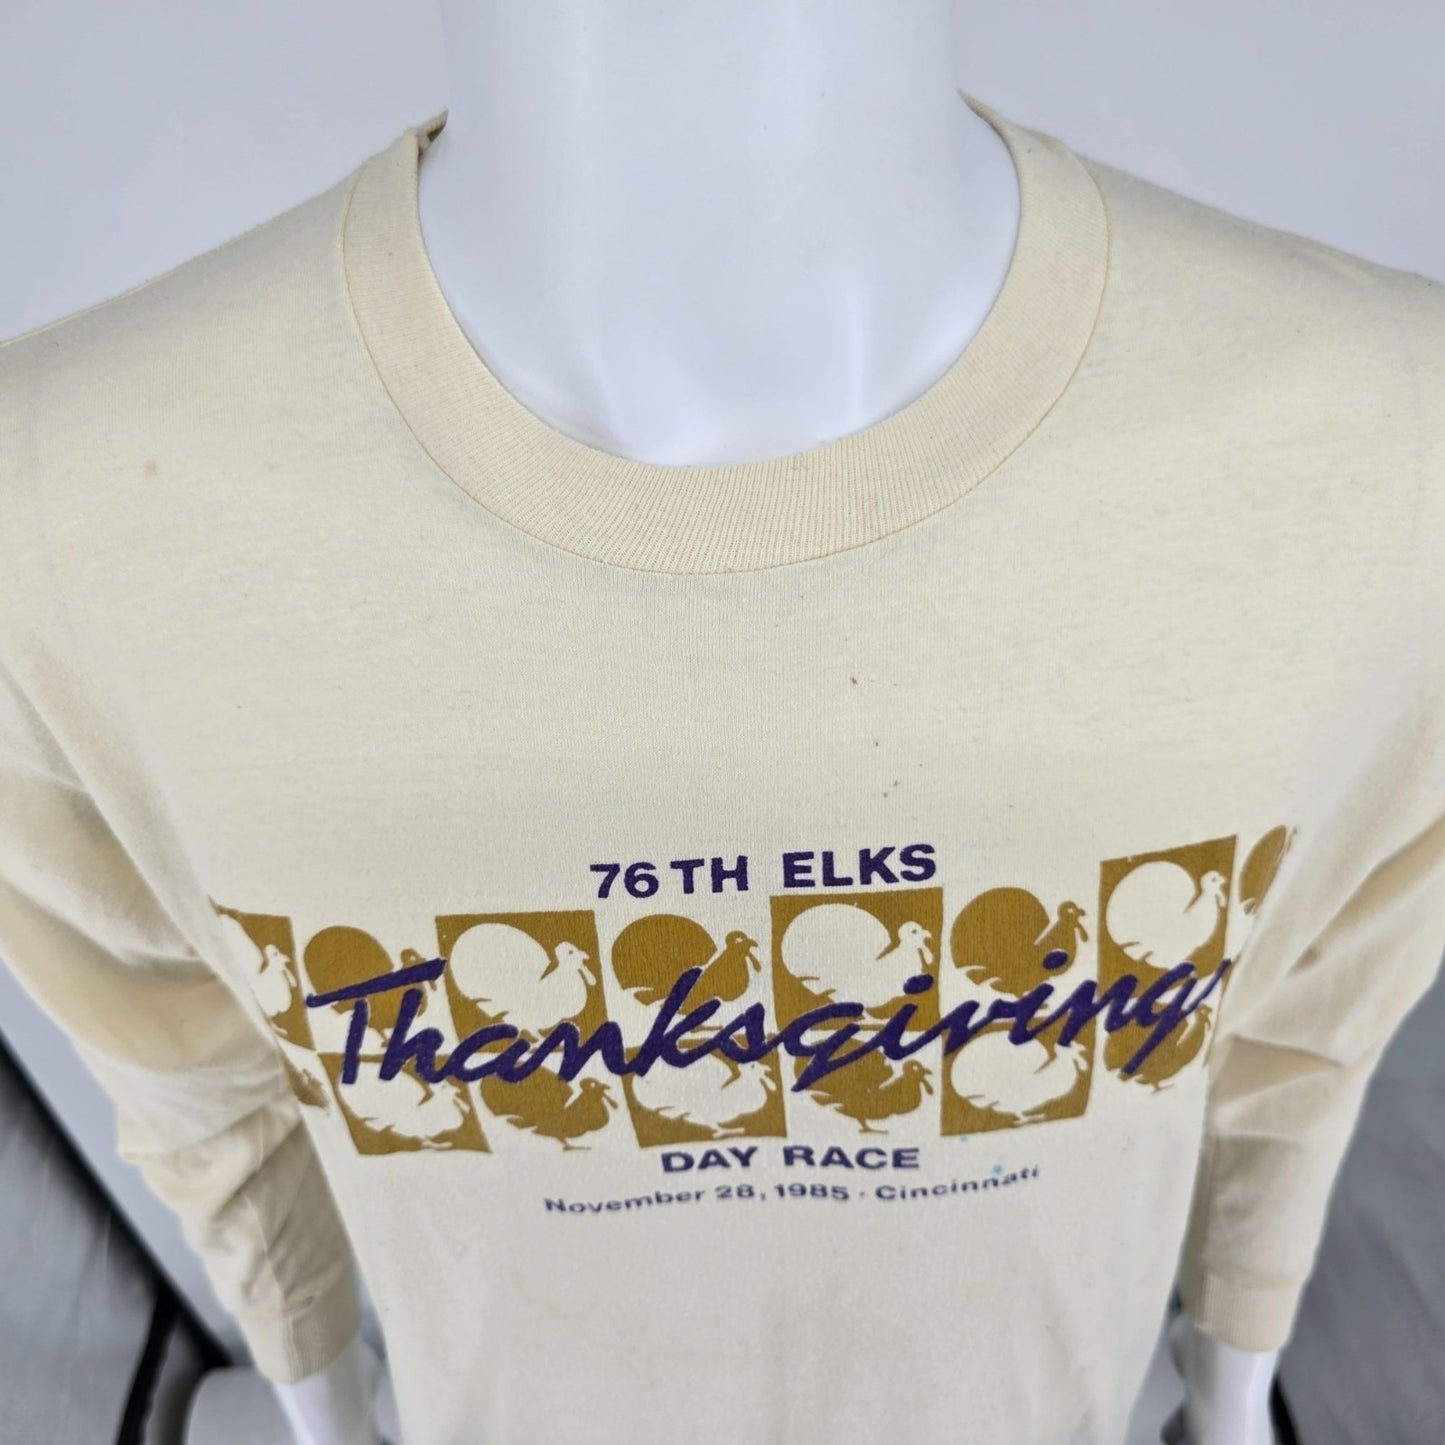 76TH ELKS
Thanksgiving
DAY RACE
November 28, 1985 · Cincinnati